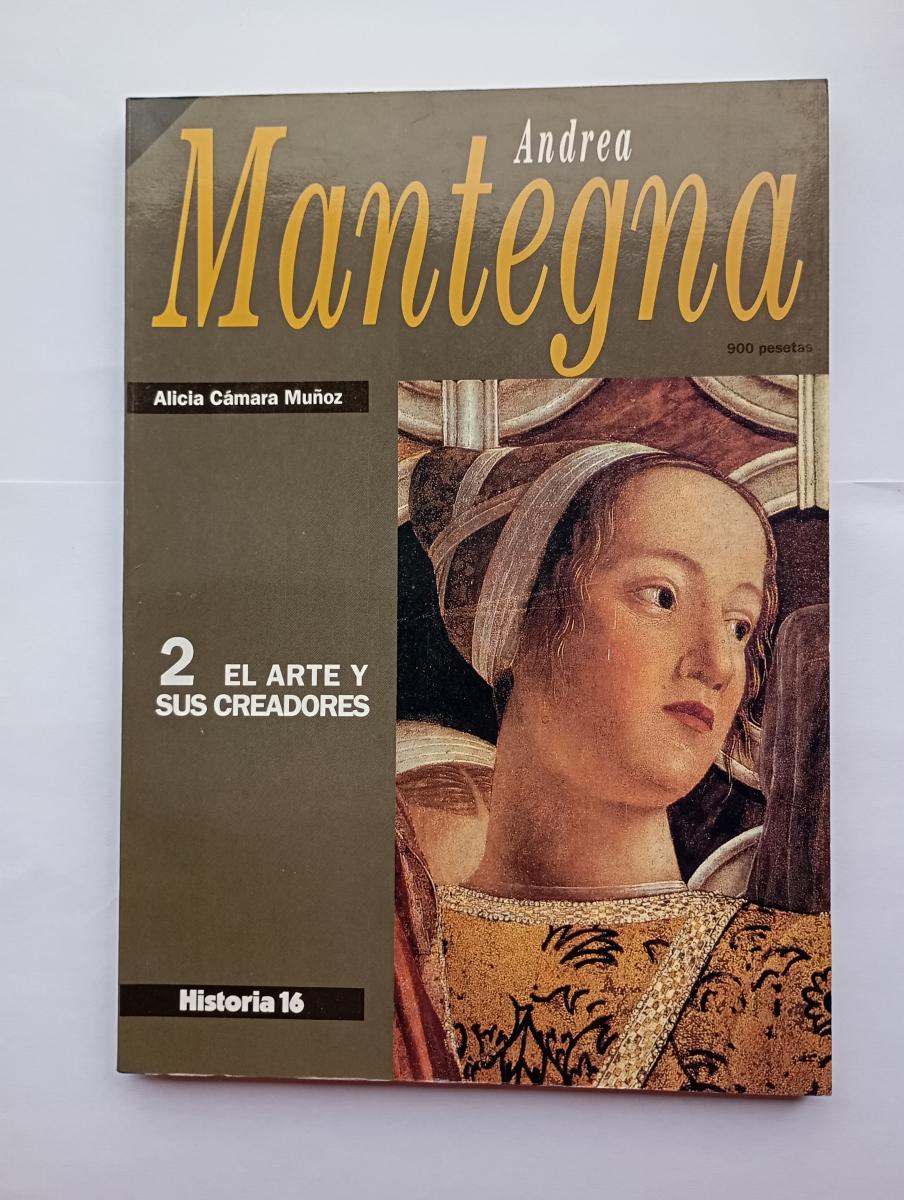 Andrea
Mantegna
900 pesetas
Alicia Cámara Muñoz
2 EL ARTE Y
SUS CREADORES
Historia 16